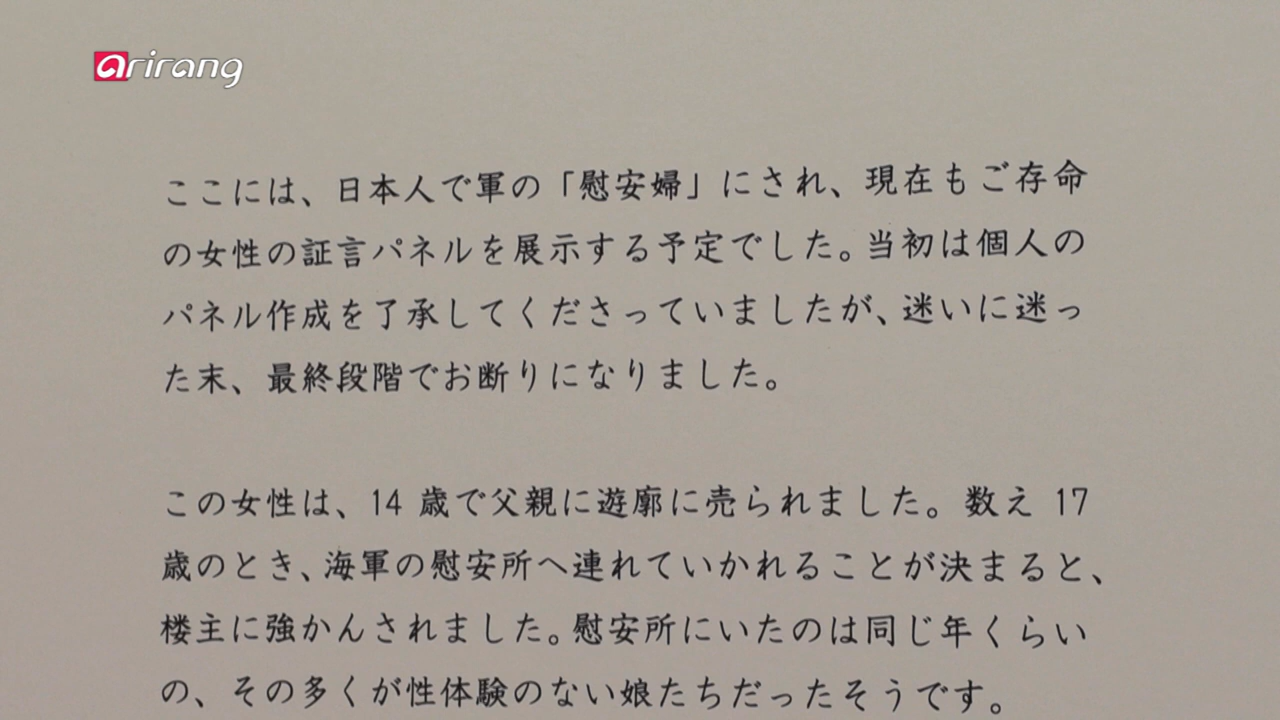 arirang
ここには、日本人で軍の「慰安婦」にされ、現在もご存命
の女性の証言パネルを展示する予定でした。当初は個人の
パネル作成を了承してくださっていましたが、迷いに迷っ
た末、最終段階でお断りになりました。
この女性は、14 歳で父親に遊廓に売られました。数え 17
歳のとき、海軍の慰安所へ連れていかれることが決まると、
楼主に強かんされました。慰安所にいたのは同じ年くらい
の、その多くが性体験のない娘たちだったそうです。